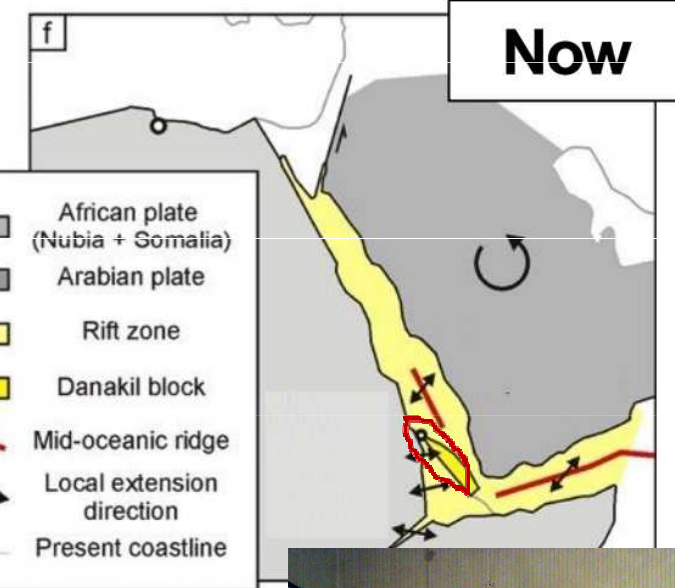 f
Now
African plate
(Nubia + Somalia)
Arabian plate
Rift zone
Danakil block
Mid-oceanic ridge
Local extension
direction
Present coastline